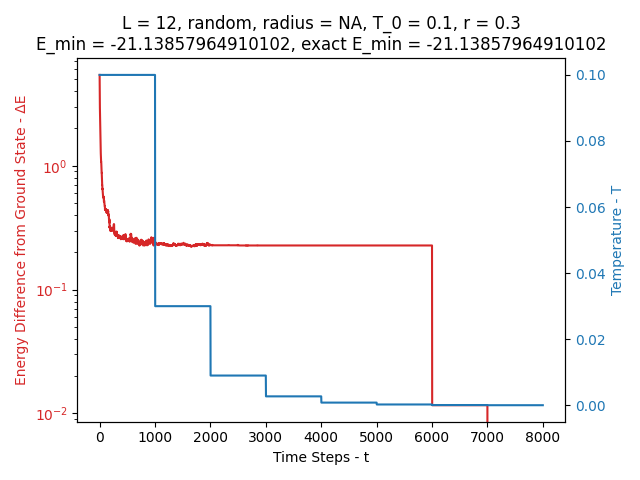 L = 12, random, radius = NA, T_0 = 0.1, r = 0.3
E_min = -21.13857964910102, exact E_min = -21.13857964910102
Energy Difference from Ground State - ΔE
10⁰
10⁻¹
10⁻²
0 1000 2000 3000 4000 5000 6000 7000 8000
Time Steps - t
0.10
0.08
0.06
0.04
0.02
0.00
Temperature - T